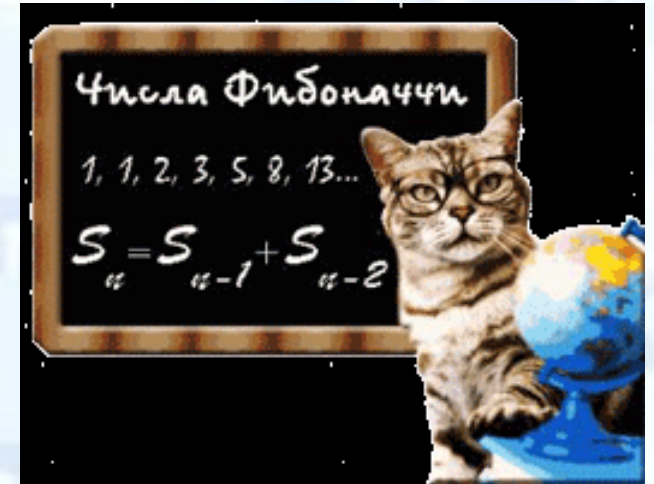 Числа Фибоначчи
1, 1, 2, 3, 5, 8, 13...
Sn=Sn-1+Sn-2